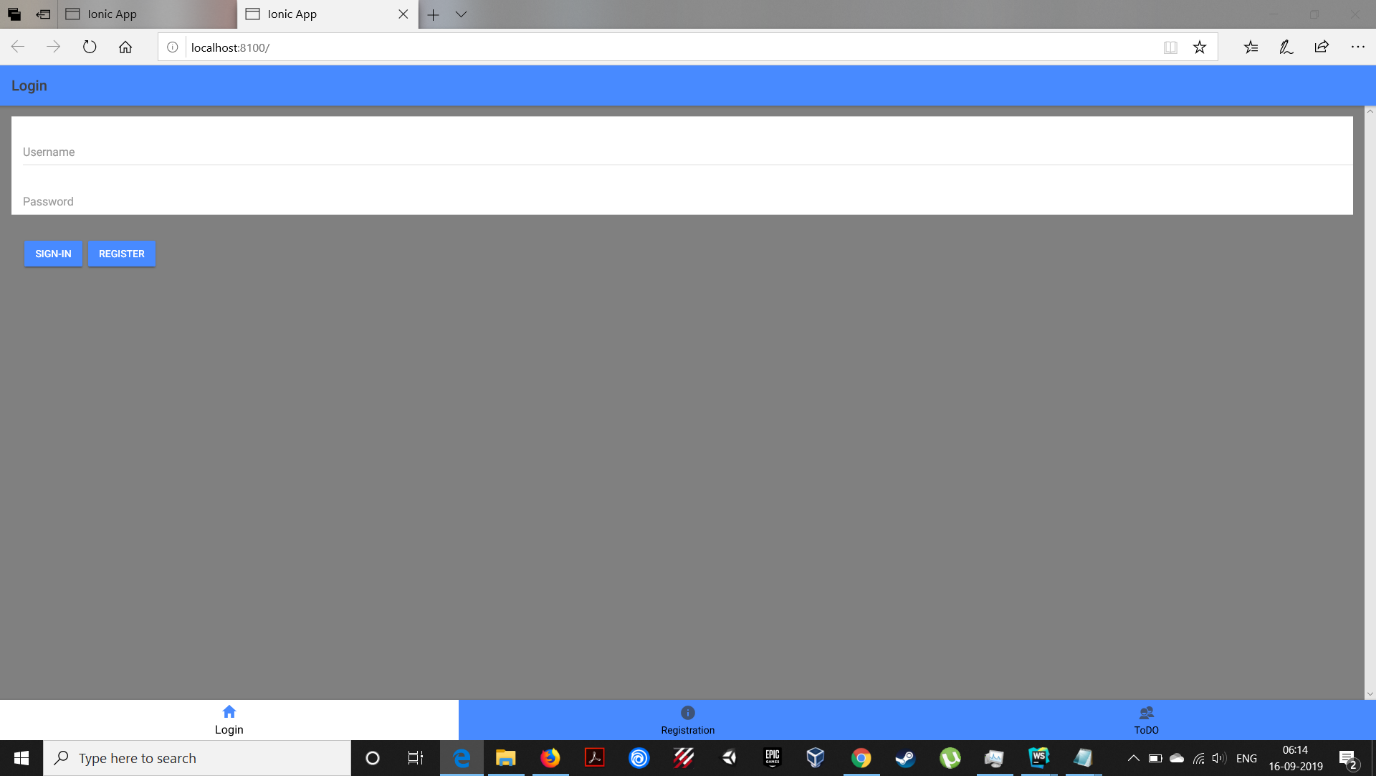 Ionic App
Ionic App
localhost:8100/
Login
Username
Password
SIGN-IN REGISTER
Login
Registration
ToDO
Type here to search
EPIC GAMES
WS
ENG
06:14
16-09-2019
2